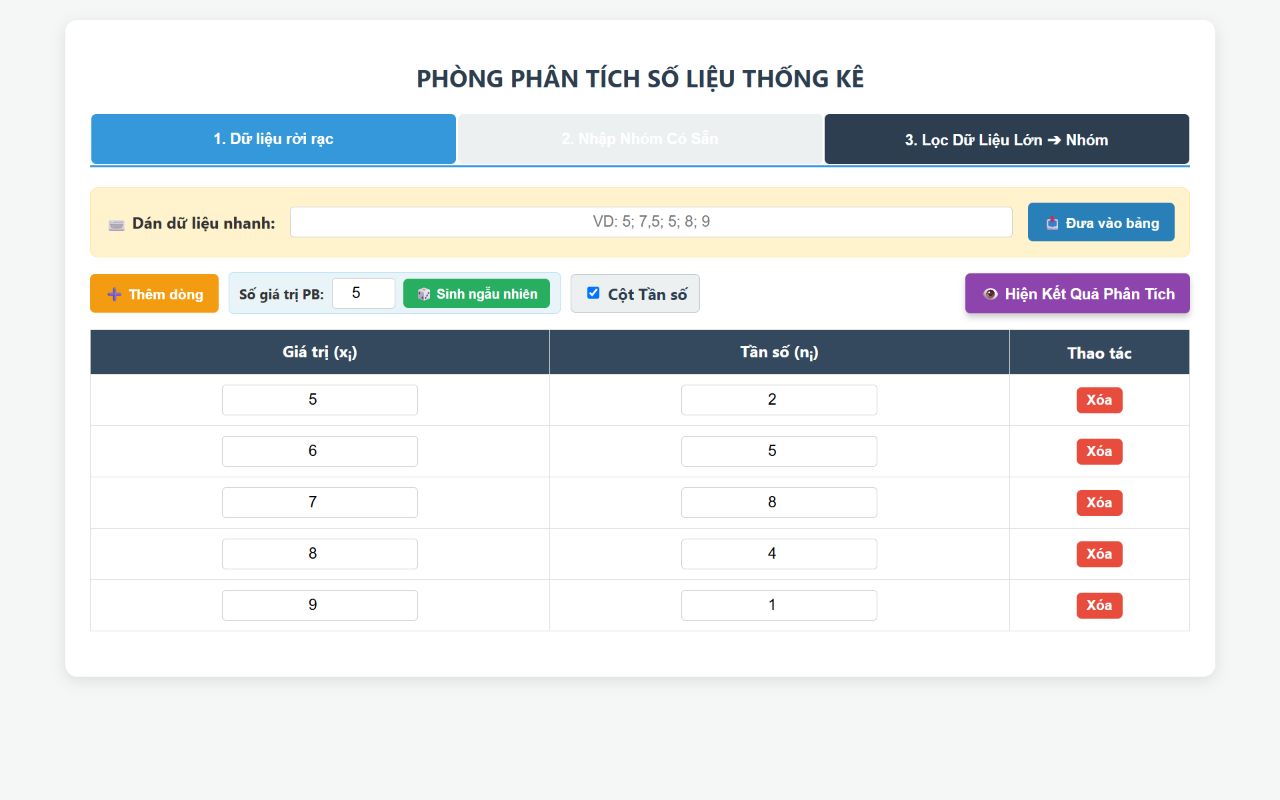 PHÒNG PHÂN TÍCH SỐ LIỆU THỐNG KÊ
1. Dữ liệu rời rạc
2. Nhập Nhóm Có Sẵn
3. Lọc Dữ Liệu Lớn ➔ Nhóm
Dán dữ liệu nhanh: VD: 5; 7,5; 5; 8; 9 Đưa vào bảng
Thêm dòng Số giá trị PB: 5 Sinh ngẫu nhiên Cột Tần số Hiện Kết Quả Phân Tích
Giá trị (xᵢ) Tần số (nᵢ) Thao tác
5 2 Xóa
6 5 Xóa
7 8 Xóa
8 4 Xóa
9 1 Xóa